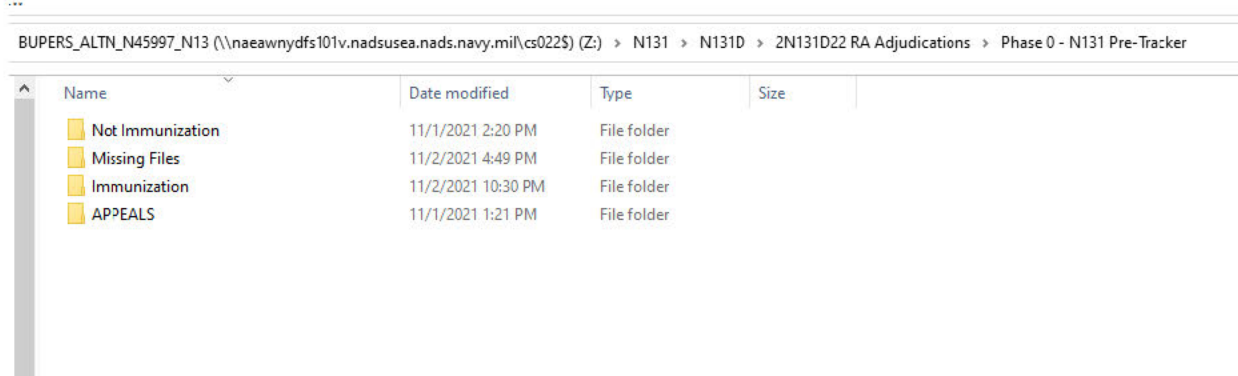 BUPERS_ALTN_N45997_N13 (\\naeawnydfs101v.nadsusea.nads.navy.mil\cs022$) (Z:) > N131 > N131D > 2N131D22 RA Adjudications > Phase 0 - N131 Pre-Tracker
Name Date modified Type Size
Not Immunization 11/1/2021 2:20 PM File folder
Missing Files 11/2/2021 4:49 PM File folder
Immunization 11/2/2021 10:30 PM File folder
APPEALS 11/1/2021 1:21 PM File folder